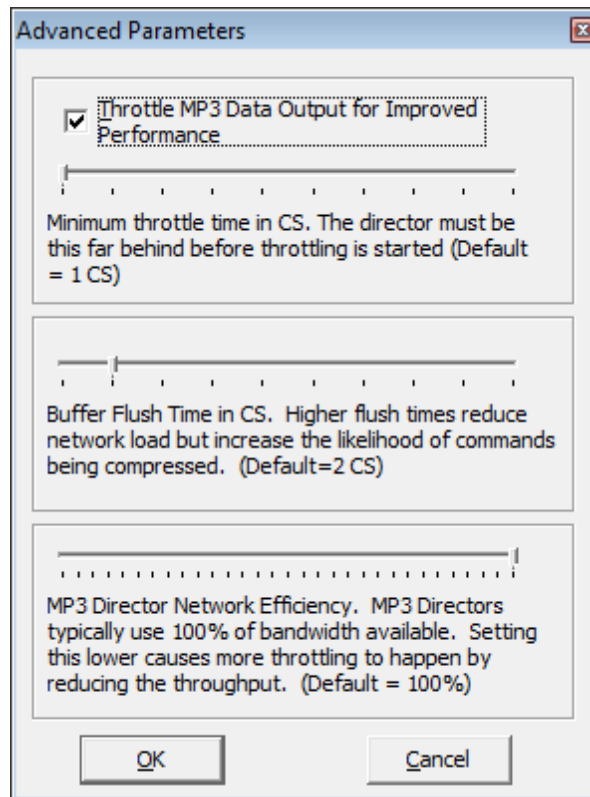 Advanced Parameters
Throttle MP3 Data Output for Improved
Performance
Minimum throttle time in CS. The director must be
this far behind before throttling is started (Default
= 1 CS)
Buffer Flush Time in CS.  Higher flush times reduce
network load but increase the likelihood of commands
being compressed.  (Default=2 CS)
MP3 Director Network Efficiency.  MP3 Directors
typically use 100% of bandwidth available.  Setting
this lower causes more throttling to happen by
reducing the throughput.  (Default = 100%)
OK
Cancel